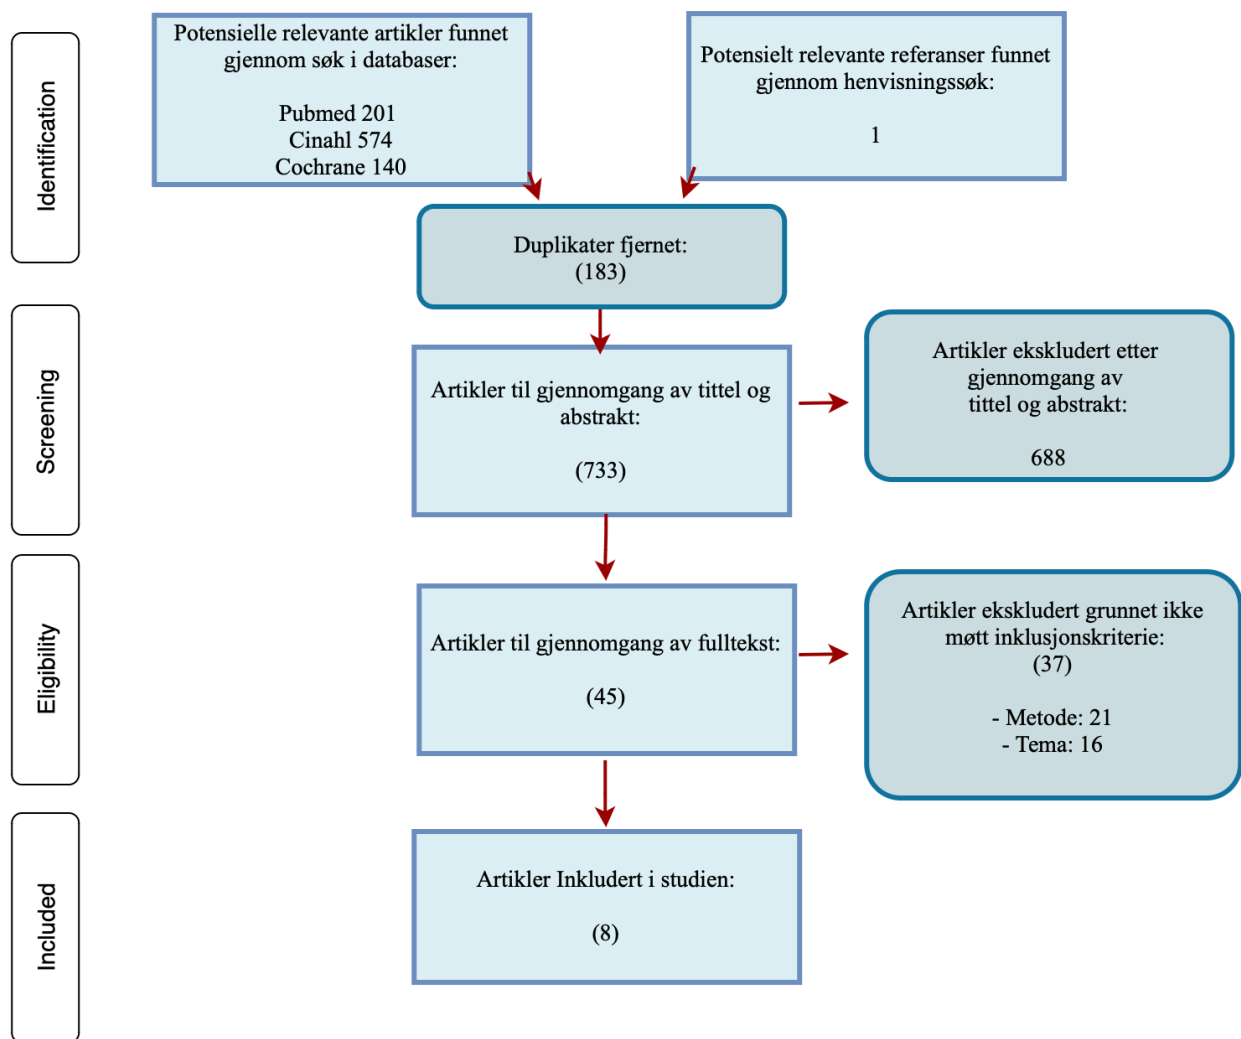 Identification
Potensielle relevante artikler funnet
gjennom søk i databaser:
Pubmed 201
Cinahl 574
Cochrane 140
Potensielt relevante referanser funnet
gjennom henvisningssøk:
1
Duplikater fjernet:
(183)
Screening
Artikler til gjennomgang av tittel og
abstrakt:
(733)
Artikler ekskludert etter
gjennomgang av
tittel og abstrakt:
688
Eligibility
Artikler til gjennomgang av fulltekst:
(45)
Artikler ekskludert grunnet ikke
møtt inklusjonskriterie:
(37)
- Metode: 21
- Tema: 16
Included
Artikler Inkludert i studien:
(8)